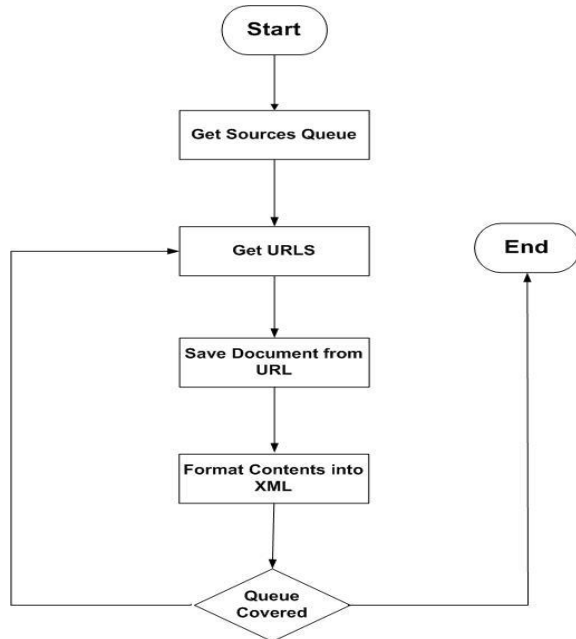 Start
Get Sources Queue
Get URLS
End
Save Document from
URL
Format Contents into
XML
Queue
Covered